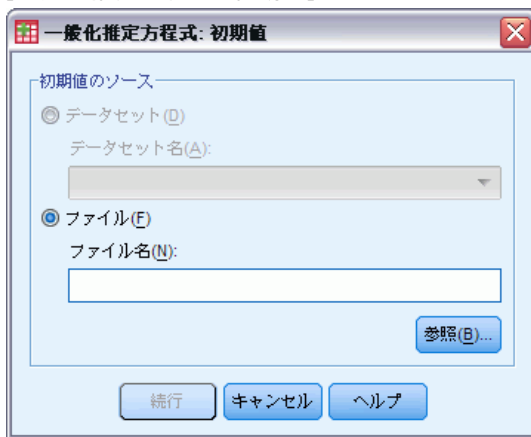 一般化推定方程式: 初期値
初期値のソース
データセット(D)
データセット名(A):
ファイル(F)
ファイル名(N):
参照(B)...
続行 キャンセル ヘルプ